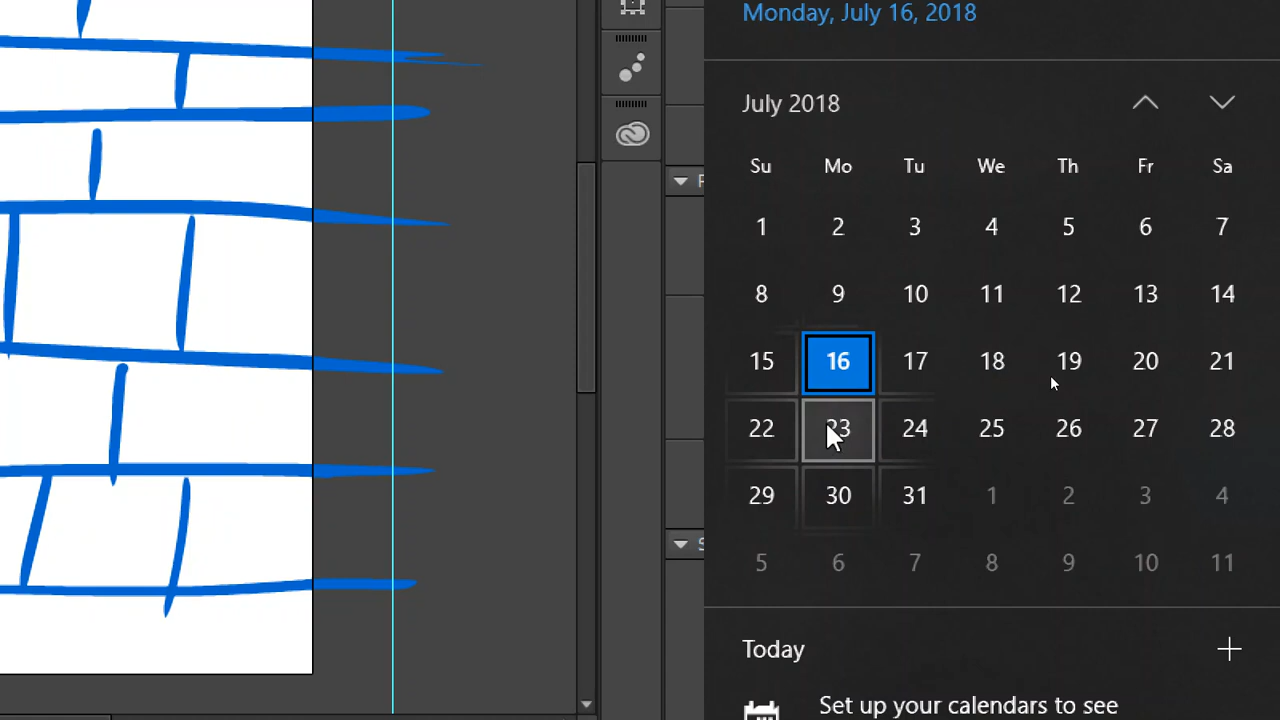 Monday, July 16, 2018
July 2018
Su Mo Tu We Th Fr Sa
1 2 3 4 5 6 7
8 9 10 11 12 13 14
15 16 17 18 19 20 21
22 23 24 25 26 27 28
29 30 31 1 2 3 4
5 6 7 8 9 10 11
Today
Set up your calendars to see